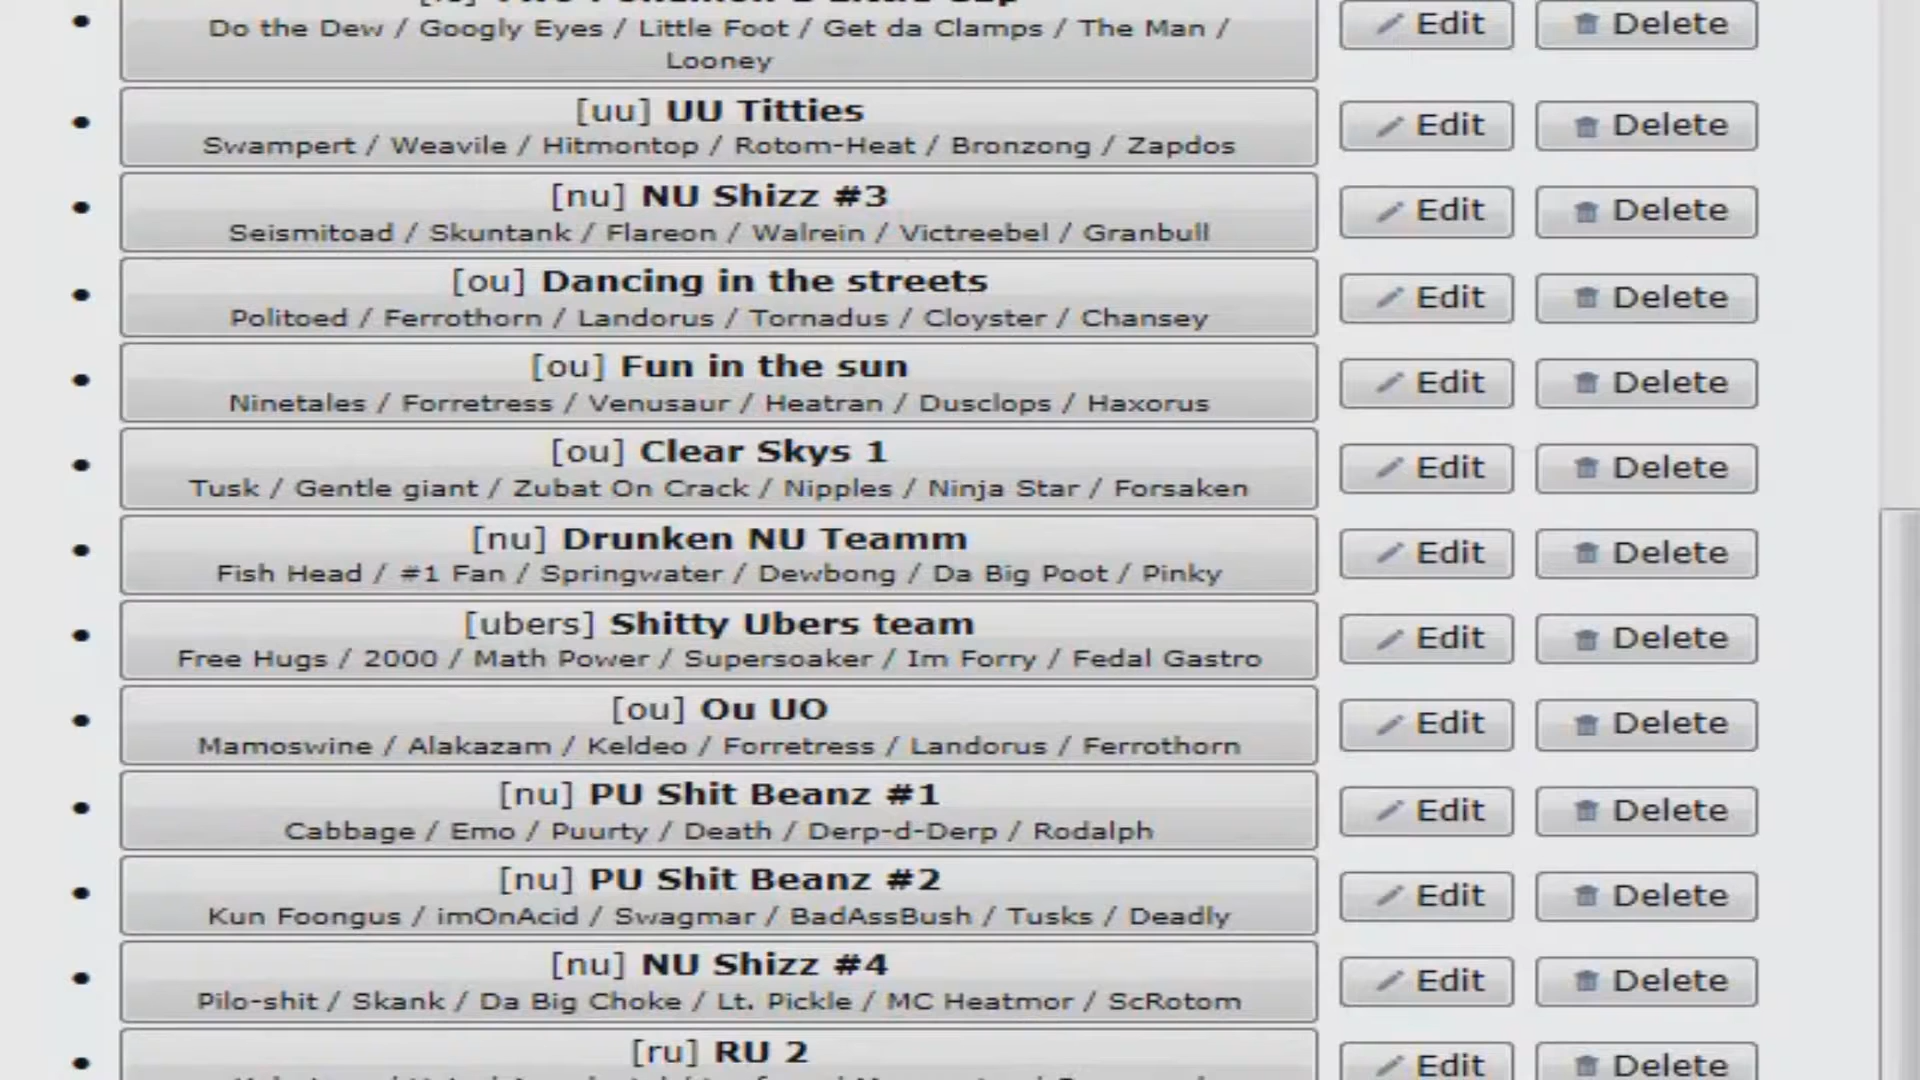 Do the Dew / Googly Eyes / Little Foot / Get da Clamps / The Man /
Looney
Edit
Delete
[uu] UU Titties
Swampert / Weavile / Hitmontop / Rotom-Heat / Bronzong / Zapdos
Edit
Delete
[nu] NU Shizz #3
Seismitoad / Skuntank / Flareon / Walrein / Victreebel / Granbull
Edit
Delete
[ou] Dancing in the streets
Politoed / Ferrothorn / Landorus / Tornadus / Cloyster / Chansey
Edit
Delete
[ou] Fun in the sun
Ninetales / Forretress / Venusaur / Heatran / Dusclops / Haxorus
Edit
Delete
[ou] Clear Skys 1
Tusk / Gentle giant / Zubat On Crack / Nipples / Ninja Star / Forsaken
Edit
Delete
[nu] Drunken NU Teamm
Fish Head / #1 Fan / Springwater / Dewbong / Da Big Poot / Pinky
Edit
Delete
[ubers] Shitty Ubers team
Free Hugs / 2000 / Math Power / Supersoaker / Im Forry / Fedal Gastro
Edit
Delete
[ou] Ou UO
Mamoswine / Alakazam / Keldeo / Forretress / Landorus / Ferrothorn
Edit
Delete
[nu] PU Shit Beanz #1
Cabbage / Emo / Puurty / Death / Derp-d-Derp / Rodalph
Edit
Delete
[nu] PU Shit Beanz #2
Kun Foongus / imOnAcid / Swagmar / BadAssBush / Tusks / Deadly
Edit
Delete
[nu] NU Shizz #4
Pilo-shit / Skank / Da Big Choke / Lt. Pickle / MC Heatmor / ScRotom
Edit
Delete
[ru] RU 2
Edit
Delete